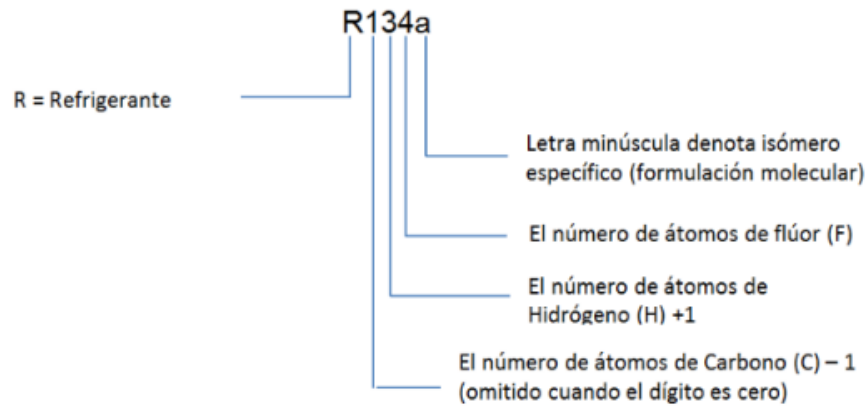 R134a
R = Refrigerante
Letra minúscula denota isómero
específico (formulación molecular)
El número de átomos de flúor (F)
El número de átomos de
Hidrógeno (H) +1
El número de átomos de Carbono (C) – 1
(omitido cuando el dígito es cero)